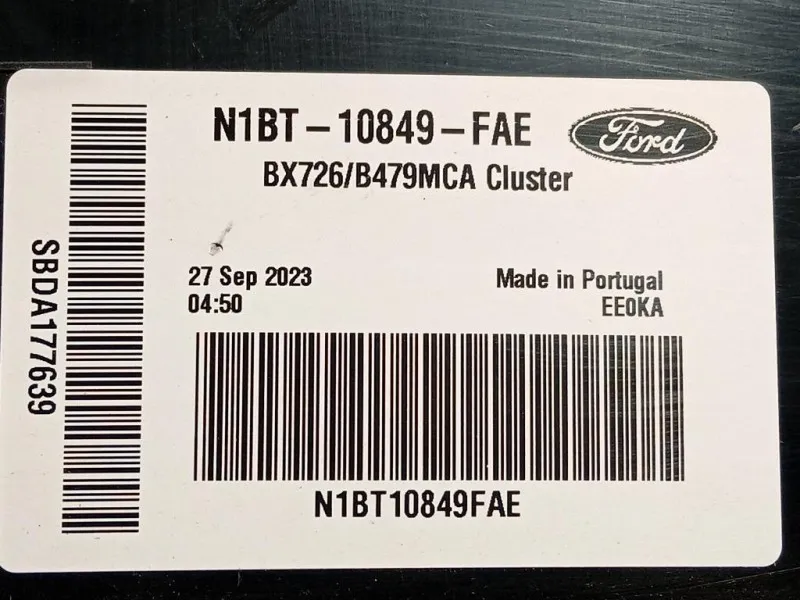 N1BT-10849-FAE
Ford
BX726/B479MCA Cluster
27 Sep 2023
04:50
Made in Portugal
EE0KA
SBDA177639
N1BT10849FAE